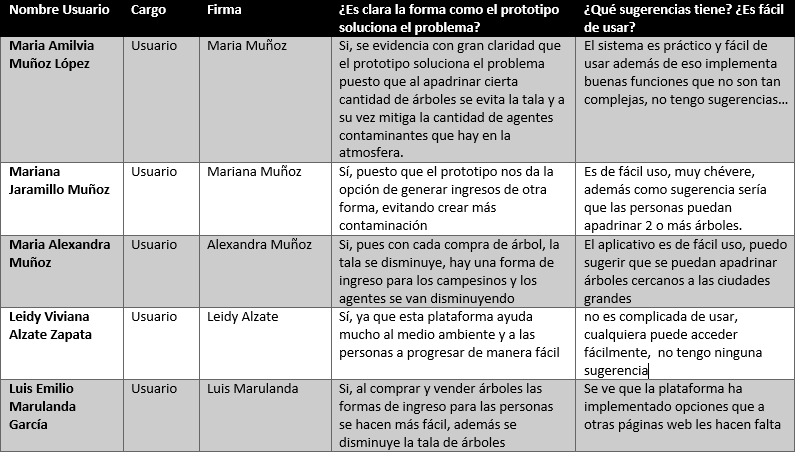 Nombre Usuario
Cargo
Firma
¿Es clara la forma como el prototipo
soluciona el problema?
¿Qué sugerencias tiene? ¿Es fácil
de usar?
Maria Amilvia
Muñoz López
Usuario
Maria Muñoz
Si, se evidencia con gran claridad que
el prototipo soluciona el problema
puesto que al apadrinar cierta
cantidad de árboles se evita la tala y a
su vez mitiga la cantidad de agentes
contaminantes que hay en la
atmosfera.
El sistema es práctico y fácil de
usar además de eso implementa
buenas funciones que no son tan
complejas, no tengo sugerencias...
Mariana
Jaramillo Muñoz
Usuario
Mariana Muñoz
Sí, puesto que el prototipo nos da la
opción de generar ingresos de otra
forma, evitando crear más
contaminación
Es de fácil uso, muy chévere,
además como sugerencia sería
que las personas puedan
apadrinar 2 o más árboles.
Maria Alexandra
Muñoz
Usuario
Alexandra Muñoz
Si, pues con cada compra de árbol, la
tala se disminuye, hay una forma de
ingreso para los campesinos y los
agentes se van disminuyendo
El aplicativo es de fácil uso, puedo
sugerir que se puedan apadrinar
árboles cercanos a las ciudades
grandes
Leidy Viviana
Alzate Zapata
Usuario
Leidy Alzate
Sí, ya que esta plataforma ayuda
mucho al medio ambiente y a las
personas a progresar de manera fácil
no es complicada de usar,
cualquiera puede acceder
fácilmente, no tengo ninguna
sugerencia
Luis Emilio
Marulanda
García
Usuario
Luis Marulanda
Si, al comprar y vender árboles las
formas de ingreso para las personas
se hacen más fácil, además se
disminuye la tala de árboles
Se ve que la plataforma ha
implementado opciones que a
otras páginas web les hacen falta